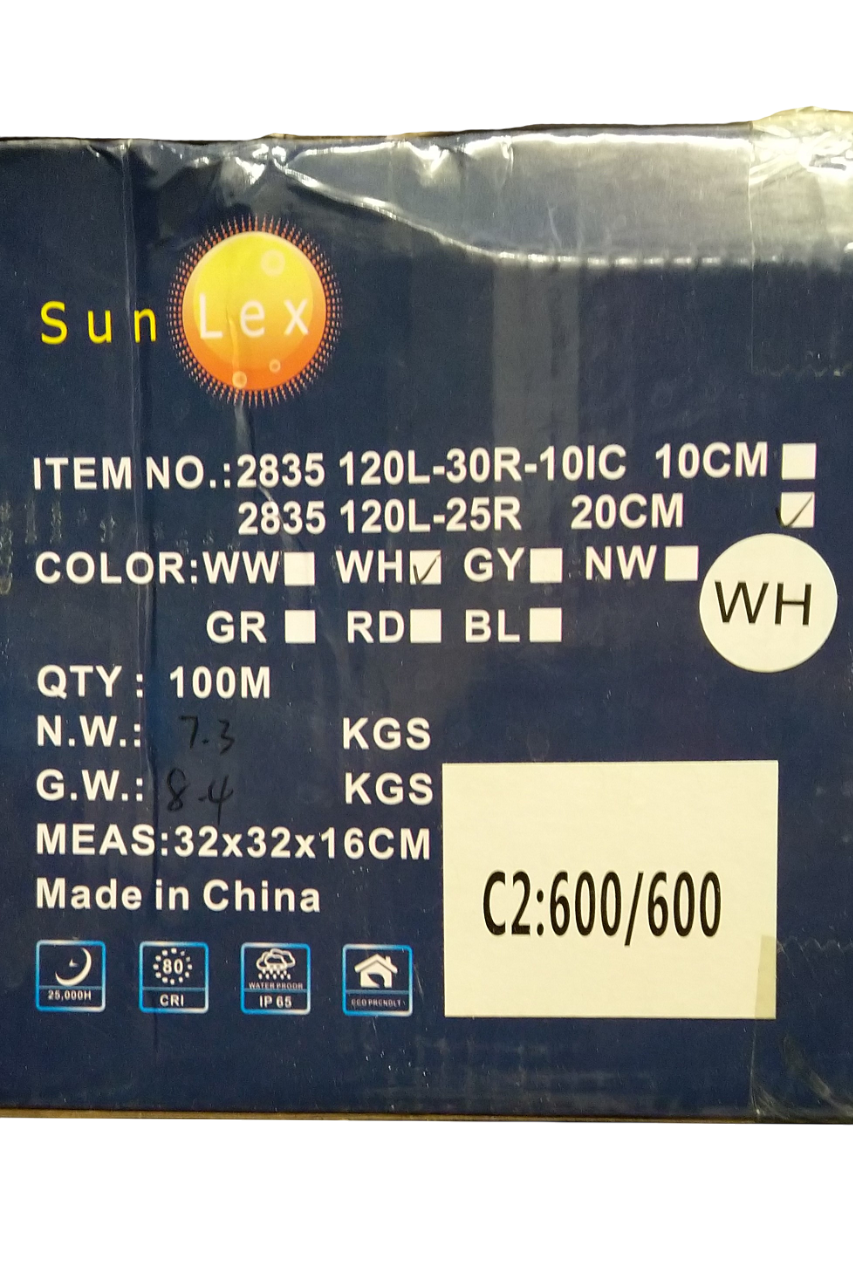 Sun Lex
ITEM NO.:2835 120L-30R-10IC 10CM
2835 120L-25R 20CM
COLOR:WW WH GY NW
GR RD BL
WH
QTY : 100M
N.W.: 7.3 KGS
G.W.: 8.4 KGS
MEAS:32x32x16CM
Made in China
C2:600/600
25,000H
80
CRI
WATER PROOF
IP 65